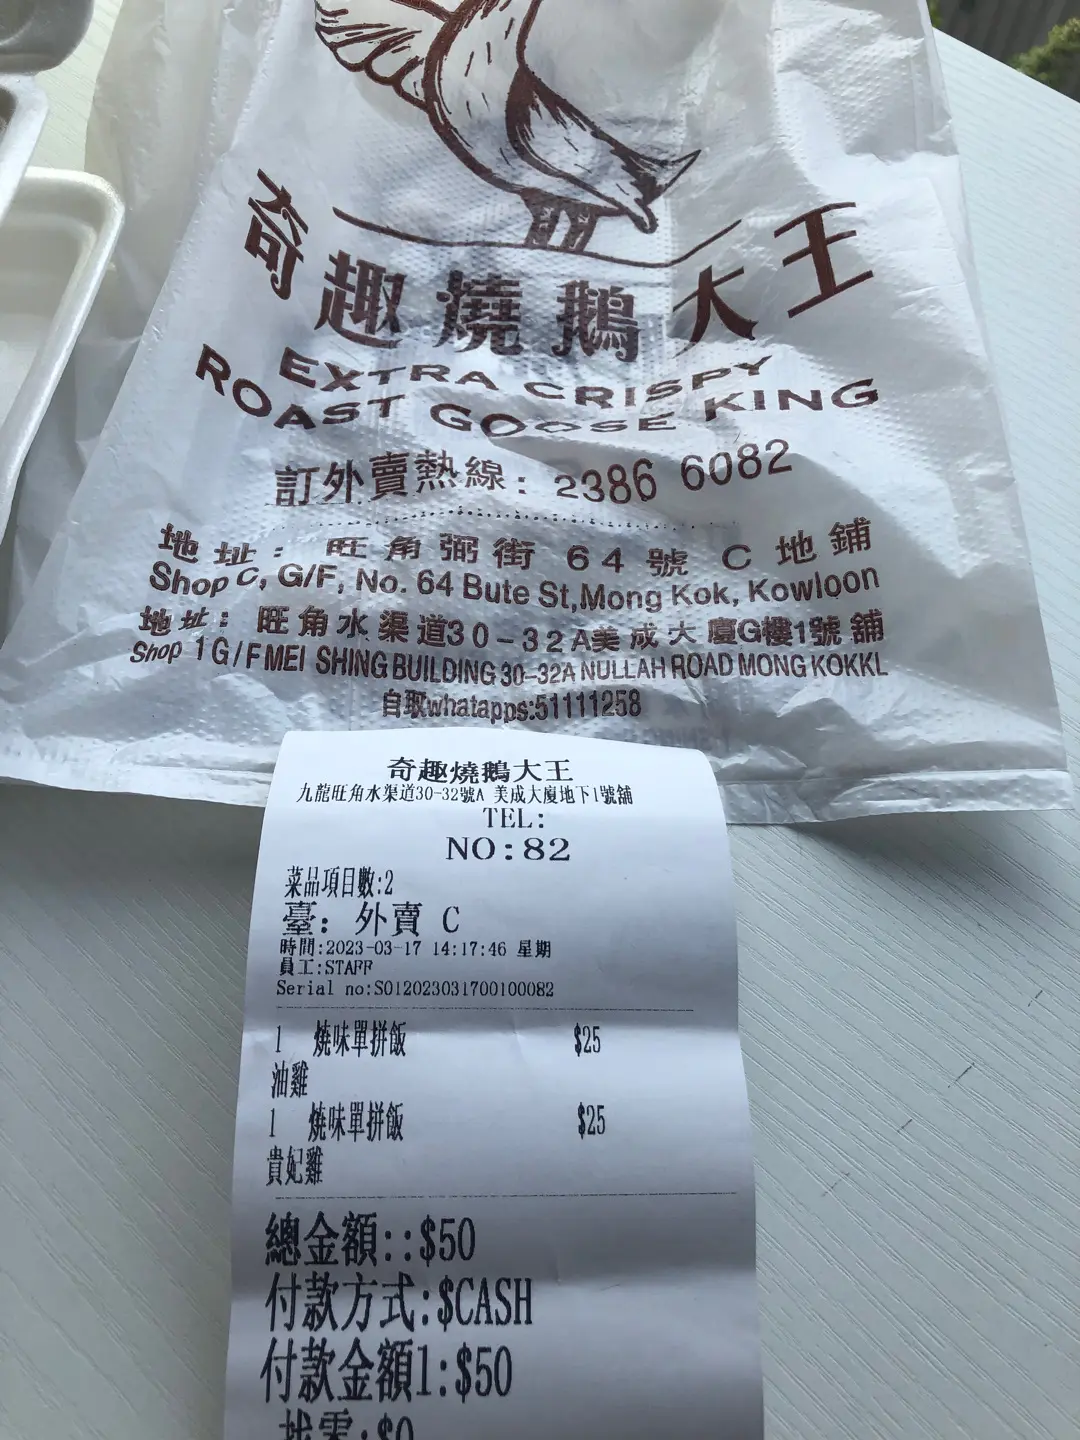 奇趣燒鵝大王
EXTRA CRISPY
ROAST GOOSE KING
訂外賣熱線：2386 6082
地址：旺角弼街 64 號 C 地鋪
Shop C, G/F, No. 64 Bute St,Mong Kok, Kowloon
地址：旺角水渠道30-32A美成大廈G樓1號舖
Shop 1 G/F MEI SHING BUILDING 30-32A NULLAH ROAD MONG KOKKL
自取whatapps:51111258
奇趣燒鵝大王
九龍旺角水渠道30-32號A 美成大廈地下1號舖
TEL:
NO:82
菜品項目數:2
臺: 外賣 C
時間:2023-03-17 14:17:46 星期
員工:STAFF
Serial no:S012023031700100082
1 燒味單拼飯 $25
油雞
1 燒味單拼飯 $25
貴妃雞
總金額::$50
付款方式:$CASH
付款金額1:$50
找零:$0